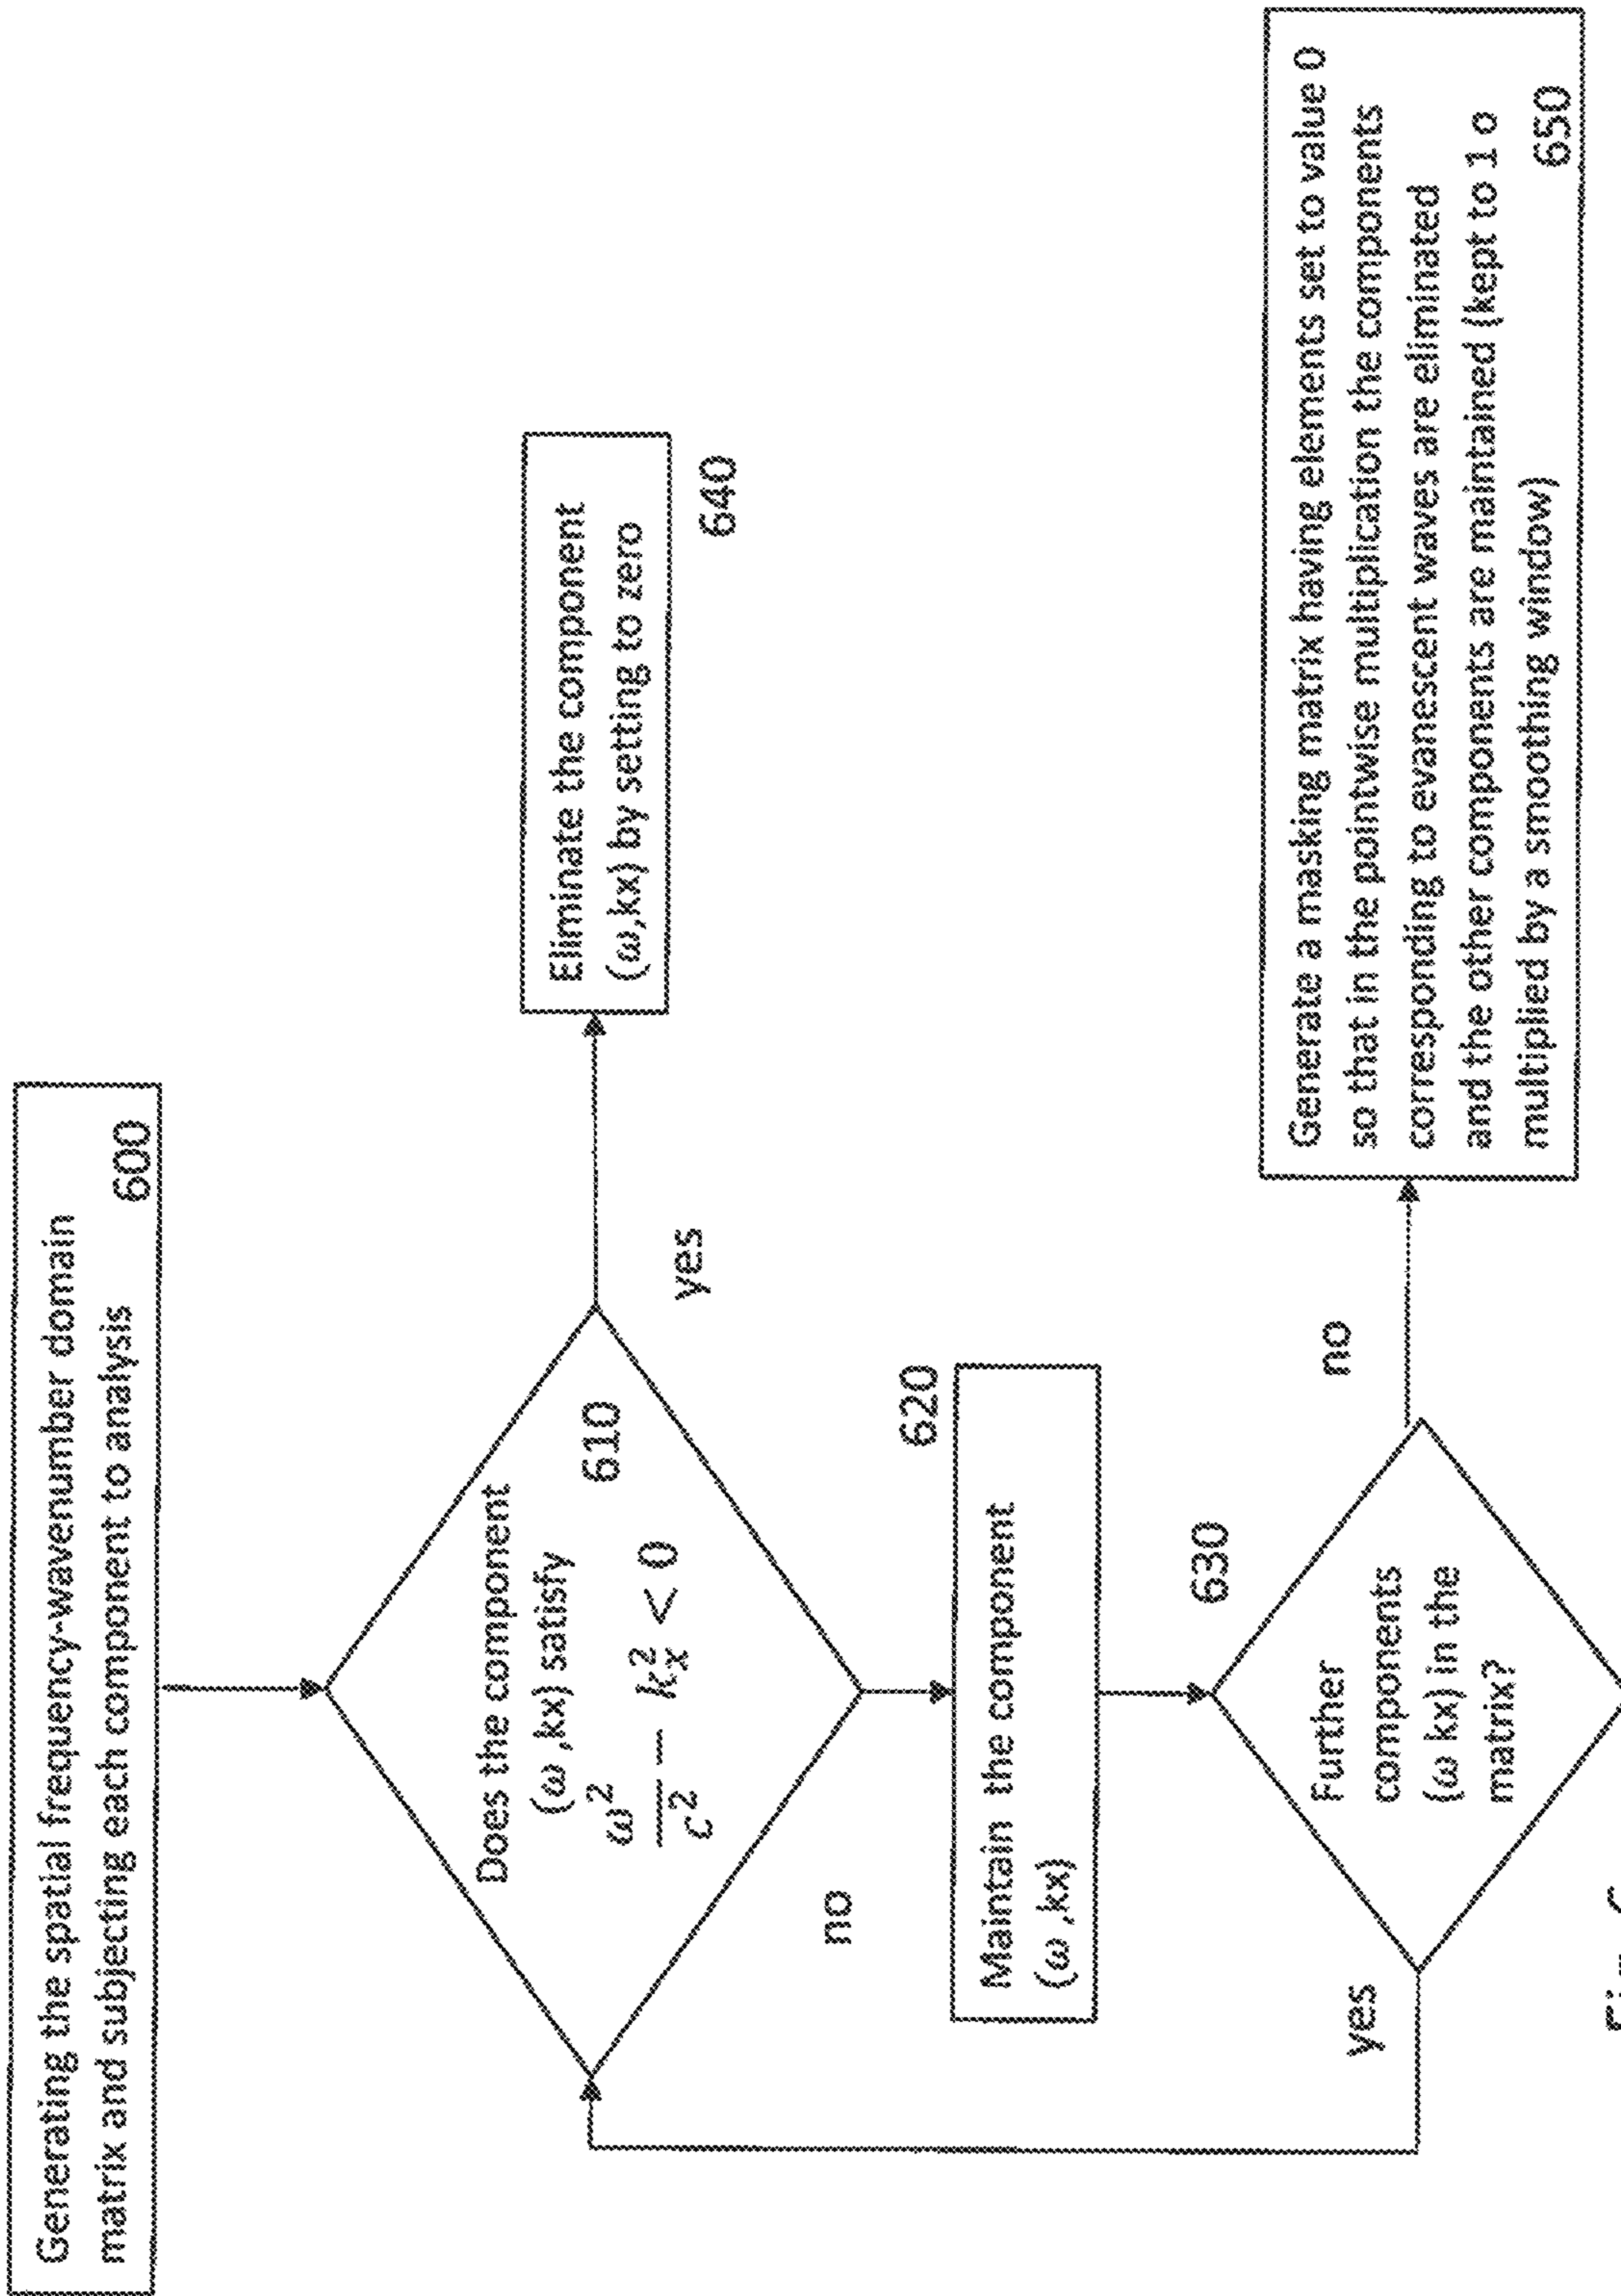 Generating the spatial frequency-wavenumber domain
matrix and subjecting each component to analysis
600
Does the component
(ω ,kx) satisfy
610
ω²/c² − kₓ² < 0
yes
Eliminate the component
(ω,kx) by setting to zero
640
no
620
Maintain the component
(ω ,kx)
630
Further
components
(ω kx) in the
matrix?
yes
no
Generate a masking matrix having elements set to value 0
so that in the pointwise multiplication the components
corresponding to evanescent waves are eliminated
and the other components are maintained (kept to 1 o
multiplied by a smoothing window)
650